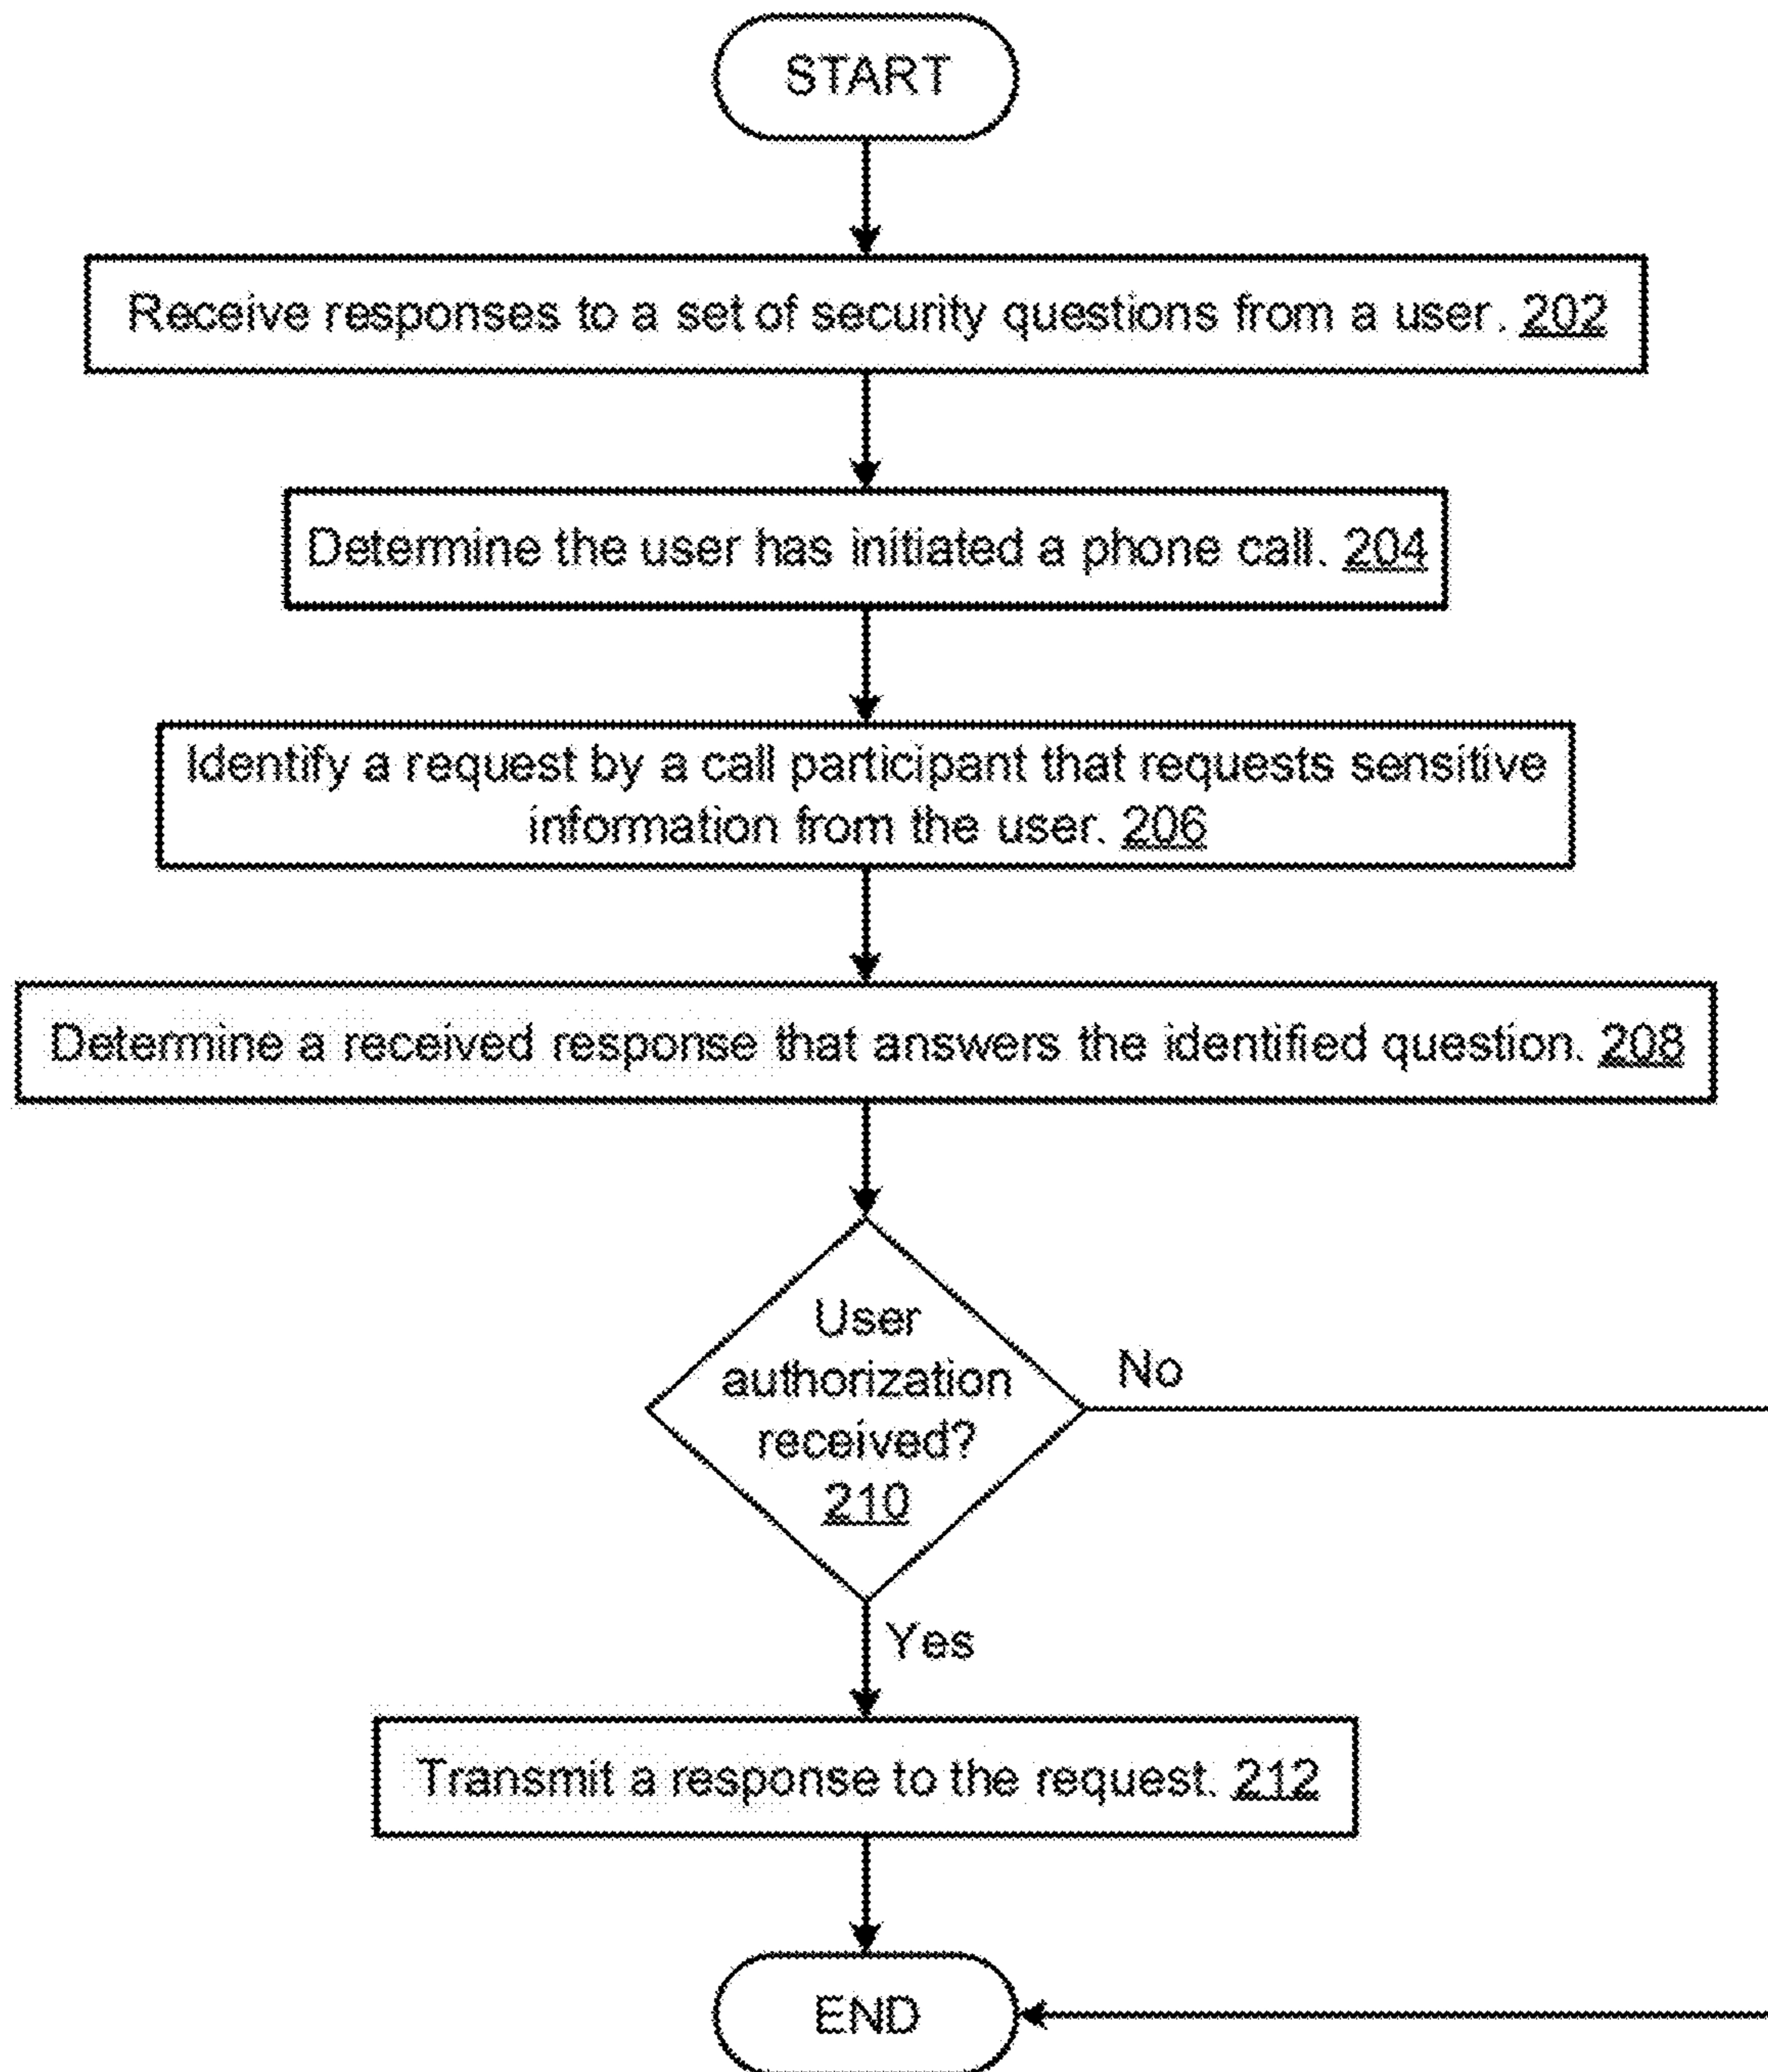 START
Receive responses to a set of security questions from a user. 202
Determine the user has initiated a phone call. 204
Identify a request by a call participant that requests sensitive
information from the user. 206
Determine a received response that answers the identified question. 208
User
authorization
received?
210
No
Yes
Transmit a response to the request. 212
END